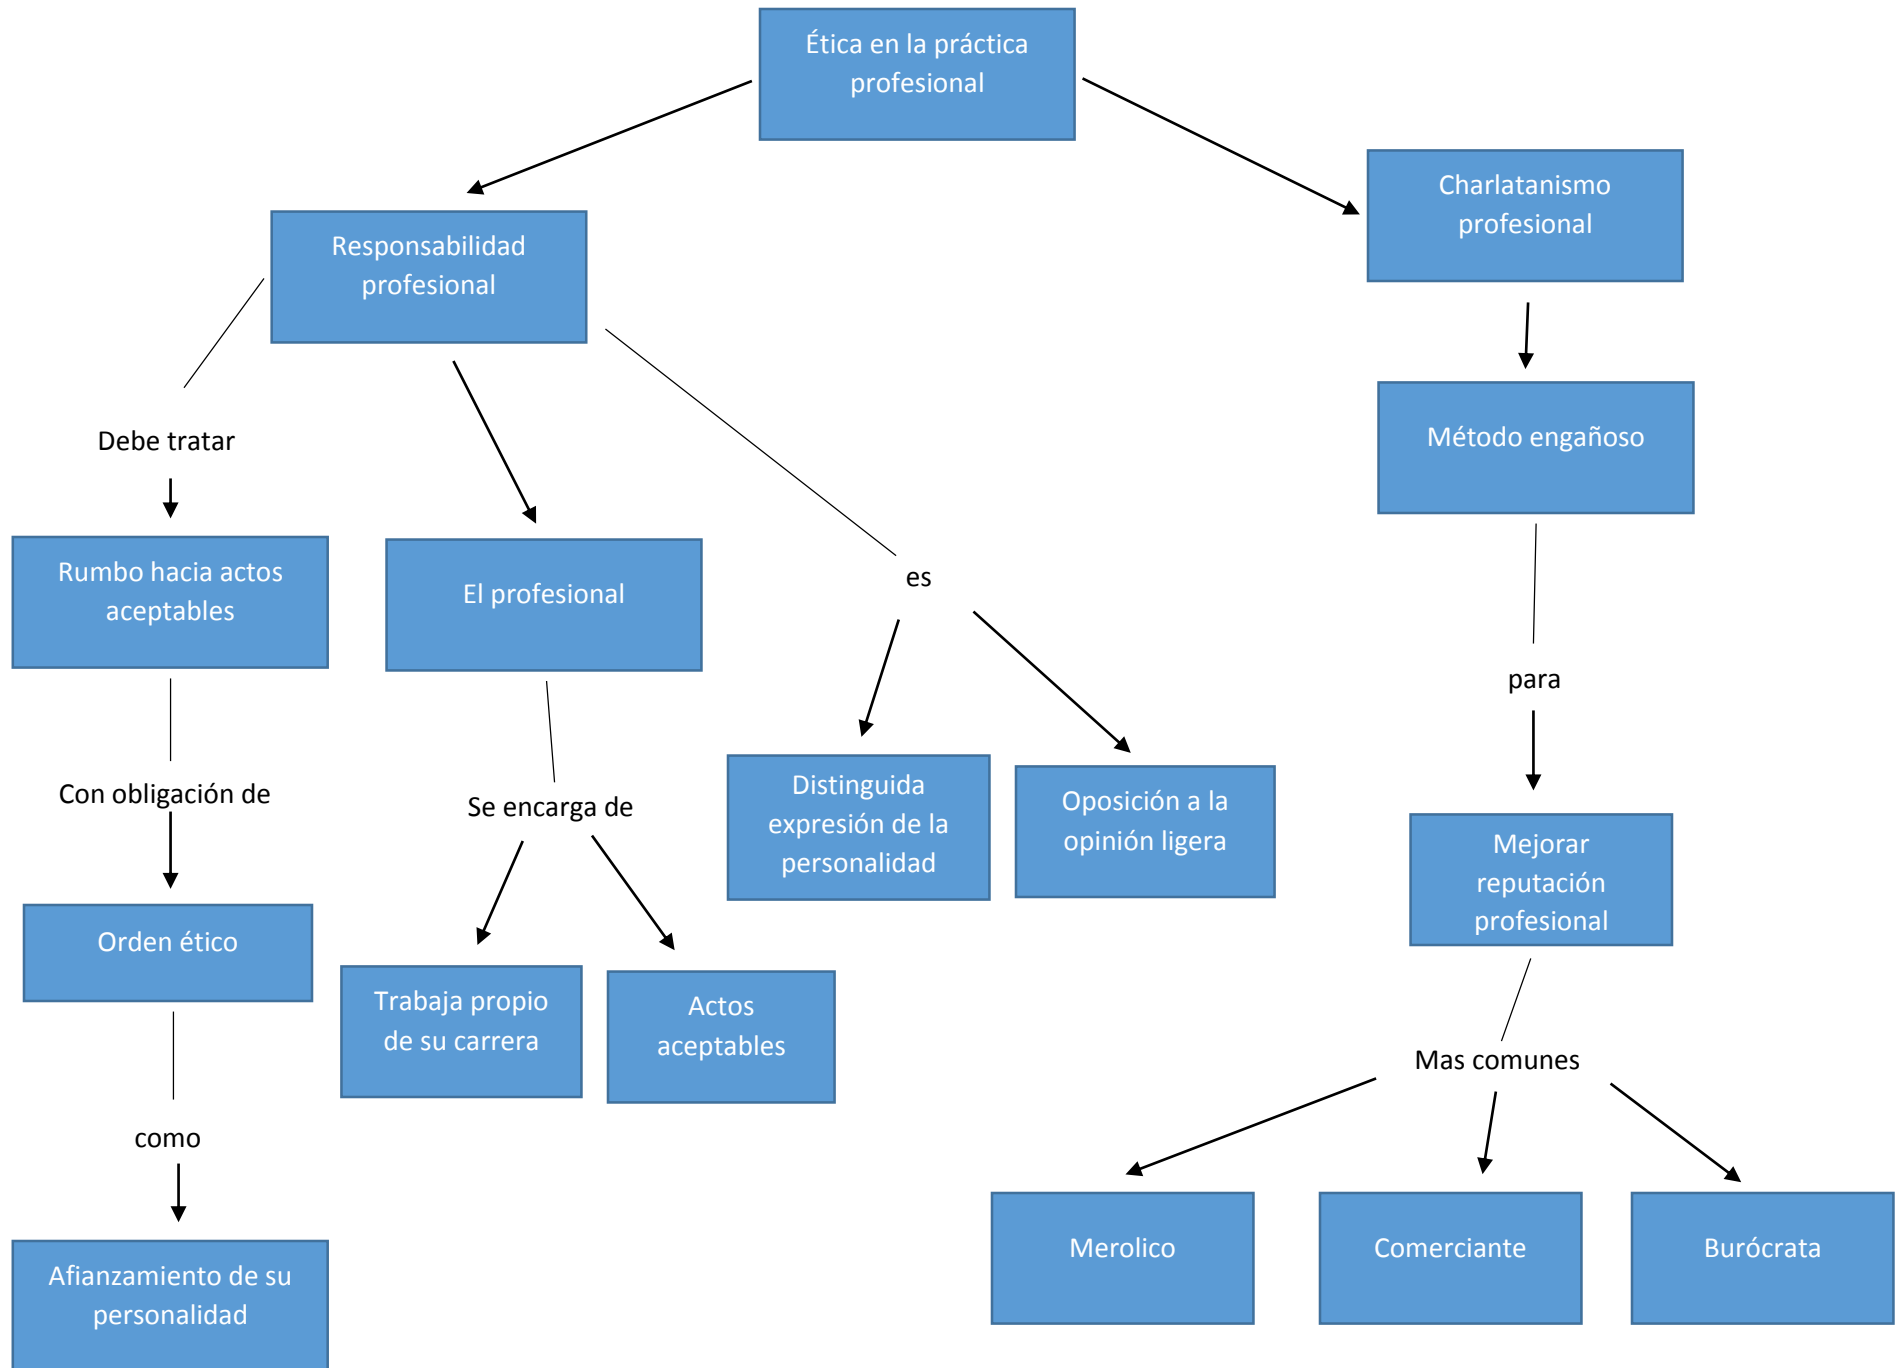 Ética en la práctica
profesional
Charlatanismo
profesional
Responsabilidad
profesional
Debe tratar
Método engañoso
Rumbo hacia actos
aceptables
El profesional
es
para
Con obligación de
Se encarga de
Distinguida
expresión de la
personalidad
Oposición a la
opinión ligera
Mejorar
reputación
profesional
Orden ético
Trabaja propio
de su carrera
Actos
aceptables
Mas comunes
como
Afianzamiento de su
personalidad
Merolico
Comerciante
Burócrata